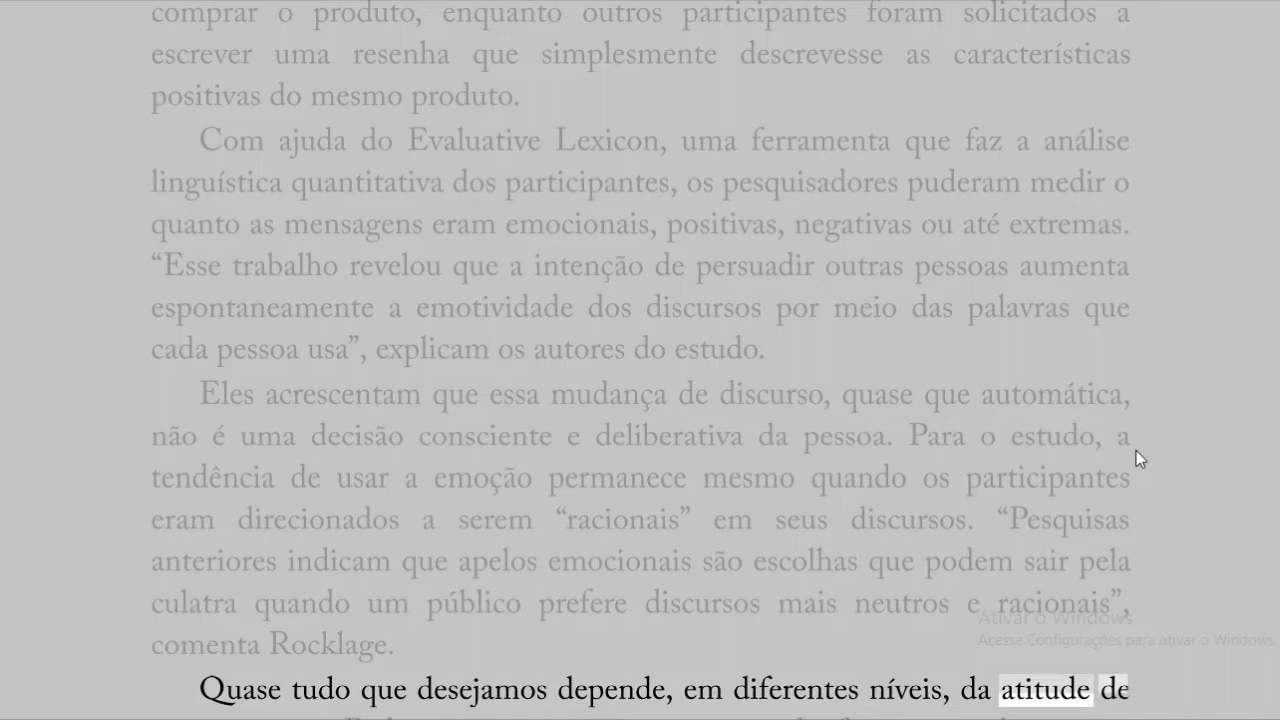 comprar o produto, enquanto outros participantes foram solicitados a
escrever uma resenha que simplesmente descrevesse as características
positivas do mesmo produto.
Com ajuda do Evaluative Lexicon, uma ferramenta que faz a análise
linguística quantitativa dos participantes, os pesquisadores puderam medir o
quanto as mensagens eram emocionais, positivas, negativas ou até extremas.
“Esse trabalho revelou que a intenção de persuadir outras pessoas aumenta
espontaneamente a emotividade dos discursos por meio das palavras que
cada pessoa usa”, explicam os autores do estudo.
Eles acrescentam que essa mudança de discurso, quase que automática,
não é uma decisão consciente e deliberativa da pessoa. Para o estudo, a
tendência de usar a emoção permanece mesmo quando os participantes
eram direcionados a serem “racionais” em seus discursos. “Pesquisas
anteriores indicam que apelos emocionais são escolhas que podem sair pela
culatra quando um público prefere discursos mais neutros e racionais”,
Ativar o Windows
Acesse Configurações para ativar o Windows.
comenta Rocklage.
Quase tudo que desejamos depende, em diferentes níveis, da atitude de